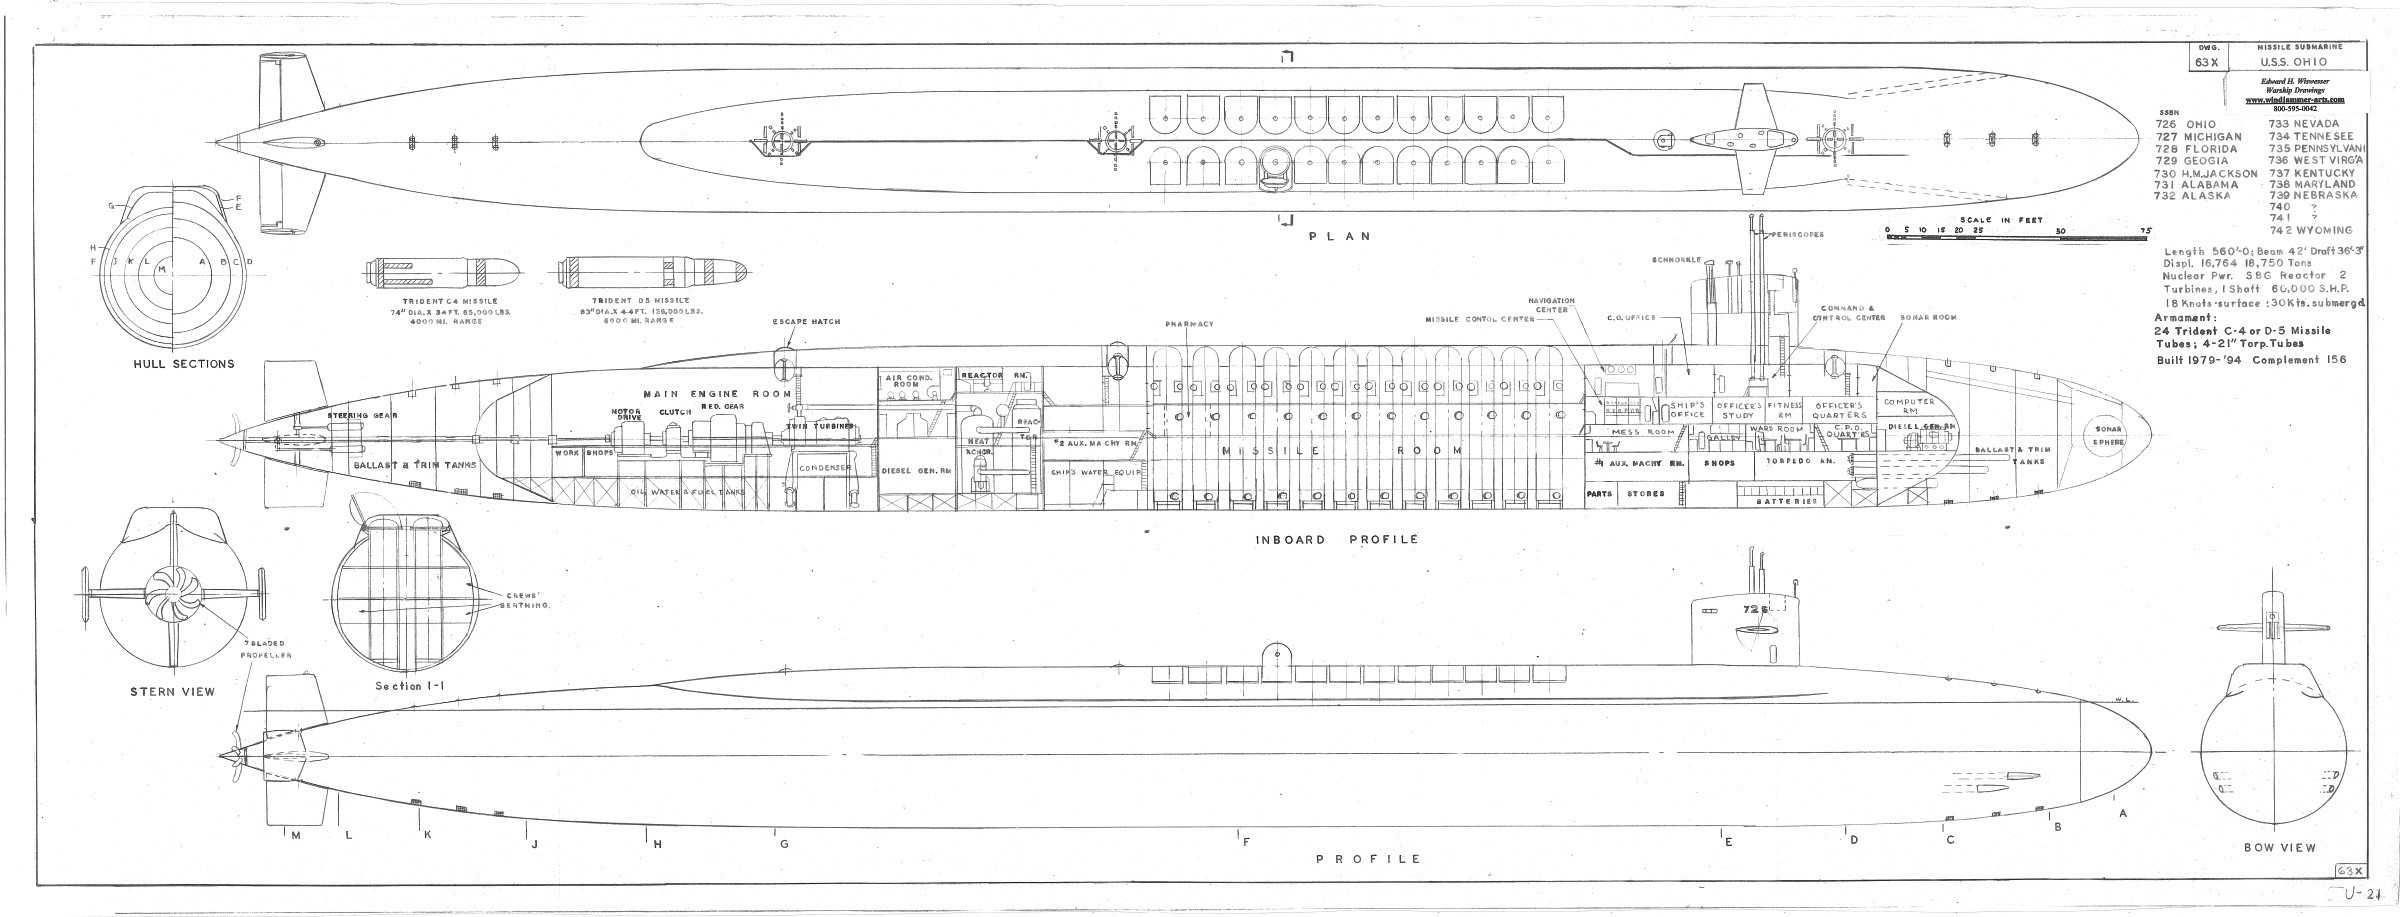 DWG.
63X
MISSILE SUBMARINE
U.S.S. OHIO
Edward H. Wiswesser
Warship Drawings
www.windjammer-arts.com
800-595-0042
SSBN
726 OHIO
727 MICHIGAN
728 FLORIDA
729 GEOGIA
730 H.M.JACKSON
731 ALABAMA
732 ALASKA
733 NEVADA
734 TENNESEE
735 PENNSYLVANI
736 WEST VIRG'A
737 KENTUCKY
738 MARYLAND
739 NEBRASKA
740 ?
741 ?
742 WYOMING
SCALE IN FEET
0 5 10 15 20 25 50 75
Length 560'-0; Beam 42' Draft 36'-3"
Displ. 16,764 18,750 Tons
Nuclear Pwr. S8G Reactor 2
Turbines, 1 Shaft 60,000 S.H.P.
18 Knots-surface ; 30Kts. submergd
Armament:
24 Trident C-4 or D-5 Missile
Tubes; 4-21" Torp. Tubes
Built 1979-'94 Complement 156
PLAN
G F
E
H
F J K L M A B C D
HULL SECTIONS
TRIDENT C4 MISSILE
74" DIA. X 34 FT. 65,000 LBS.
4000 MI. RANGE
TRIDENT D5 MISSILE
83" DIA. X 44 FT. 126,000 LBS.
6000 MI. RANGE
ESCAPE HATCH
PHARMACY
MISSILE CONTOL CENTER
NAVIGATION
CENTER
C.O. OFFICE
SCHNORKLE
PERISCOPES
COMMAND &
CONTROL CENTER
SONAR ROOM
STEERING GEAR
BALLAST & TRIM TANKS
MAIN ENGINE ROOM
MOTOR
DRIVE
CLUTCH
RED. GEAR
TWIN TURBINES
WORK SHOPS
CONDENSER
OIL WATER & FUEL TANKS
AIR COND.
ROOM
DIESEL GEN. RM
REACTOR RM.
REAC-
TOR
HEAT
XCHGR.
#2 AUX. MACHY RM.
SHIP'S WATER EQUIP.
MISSILE ROOM
SHIP'S
OFFICE
OFFICER'S
STUDY
FITNESS
RM
OFFICER'S
QUARTERS
COMPUTER
RM
MESS ROOM
GALLEY
WARD ROOM
C.P.O.
QUART'RS
DIESEL GEN. RM
#1 AUX. MACHY RM.
SHOPS
TORPEDO RM.
PARTS
STORES
BATTERIES
BALLAST & TRIM
TANKS
SONAR
SPHERE
INBOARD PROFILE
7 BLADED
PROPELLER
STERN VIEW
CREWS'
BERTHING.
Section 1-1
726
W.L.
M L K J H G F E D C B A
PROFILE
BOW VIEW
63X
U-21